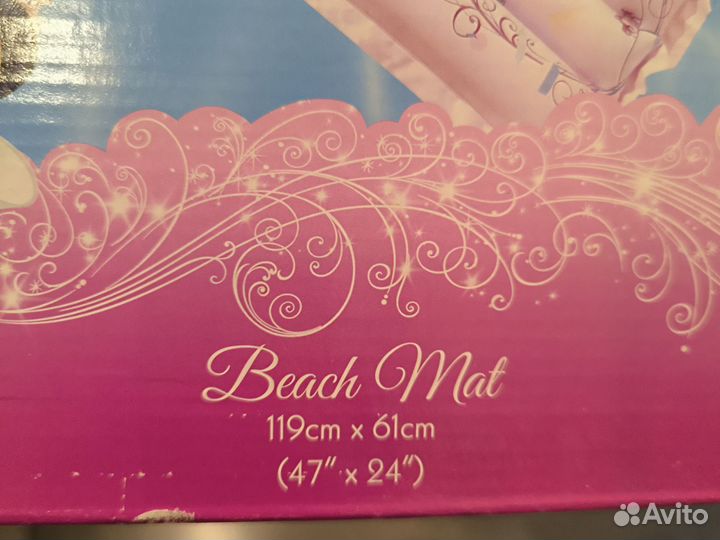 Beach Mat
119cm x 61cm
(47" x 24")
Avito